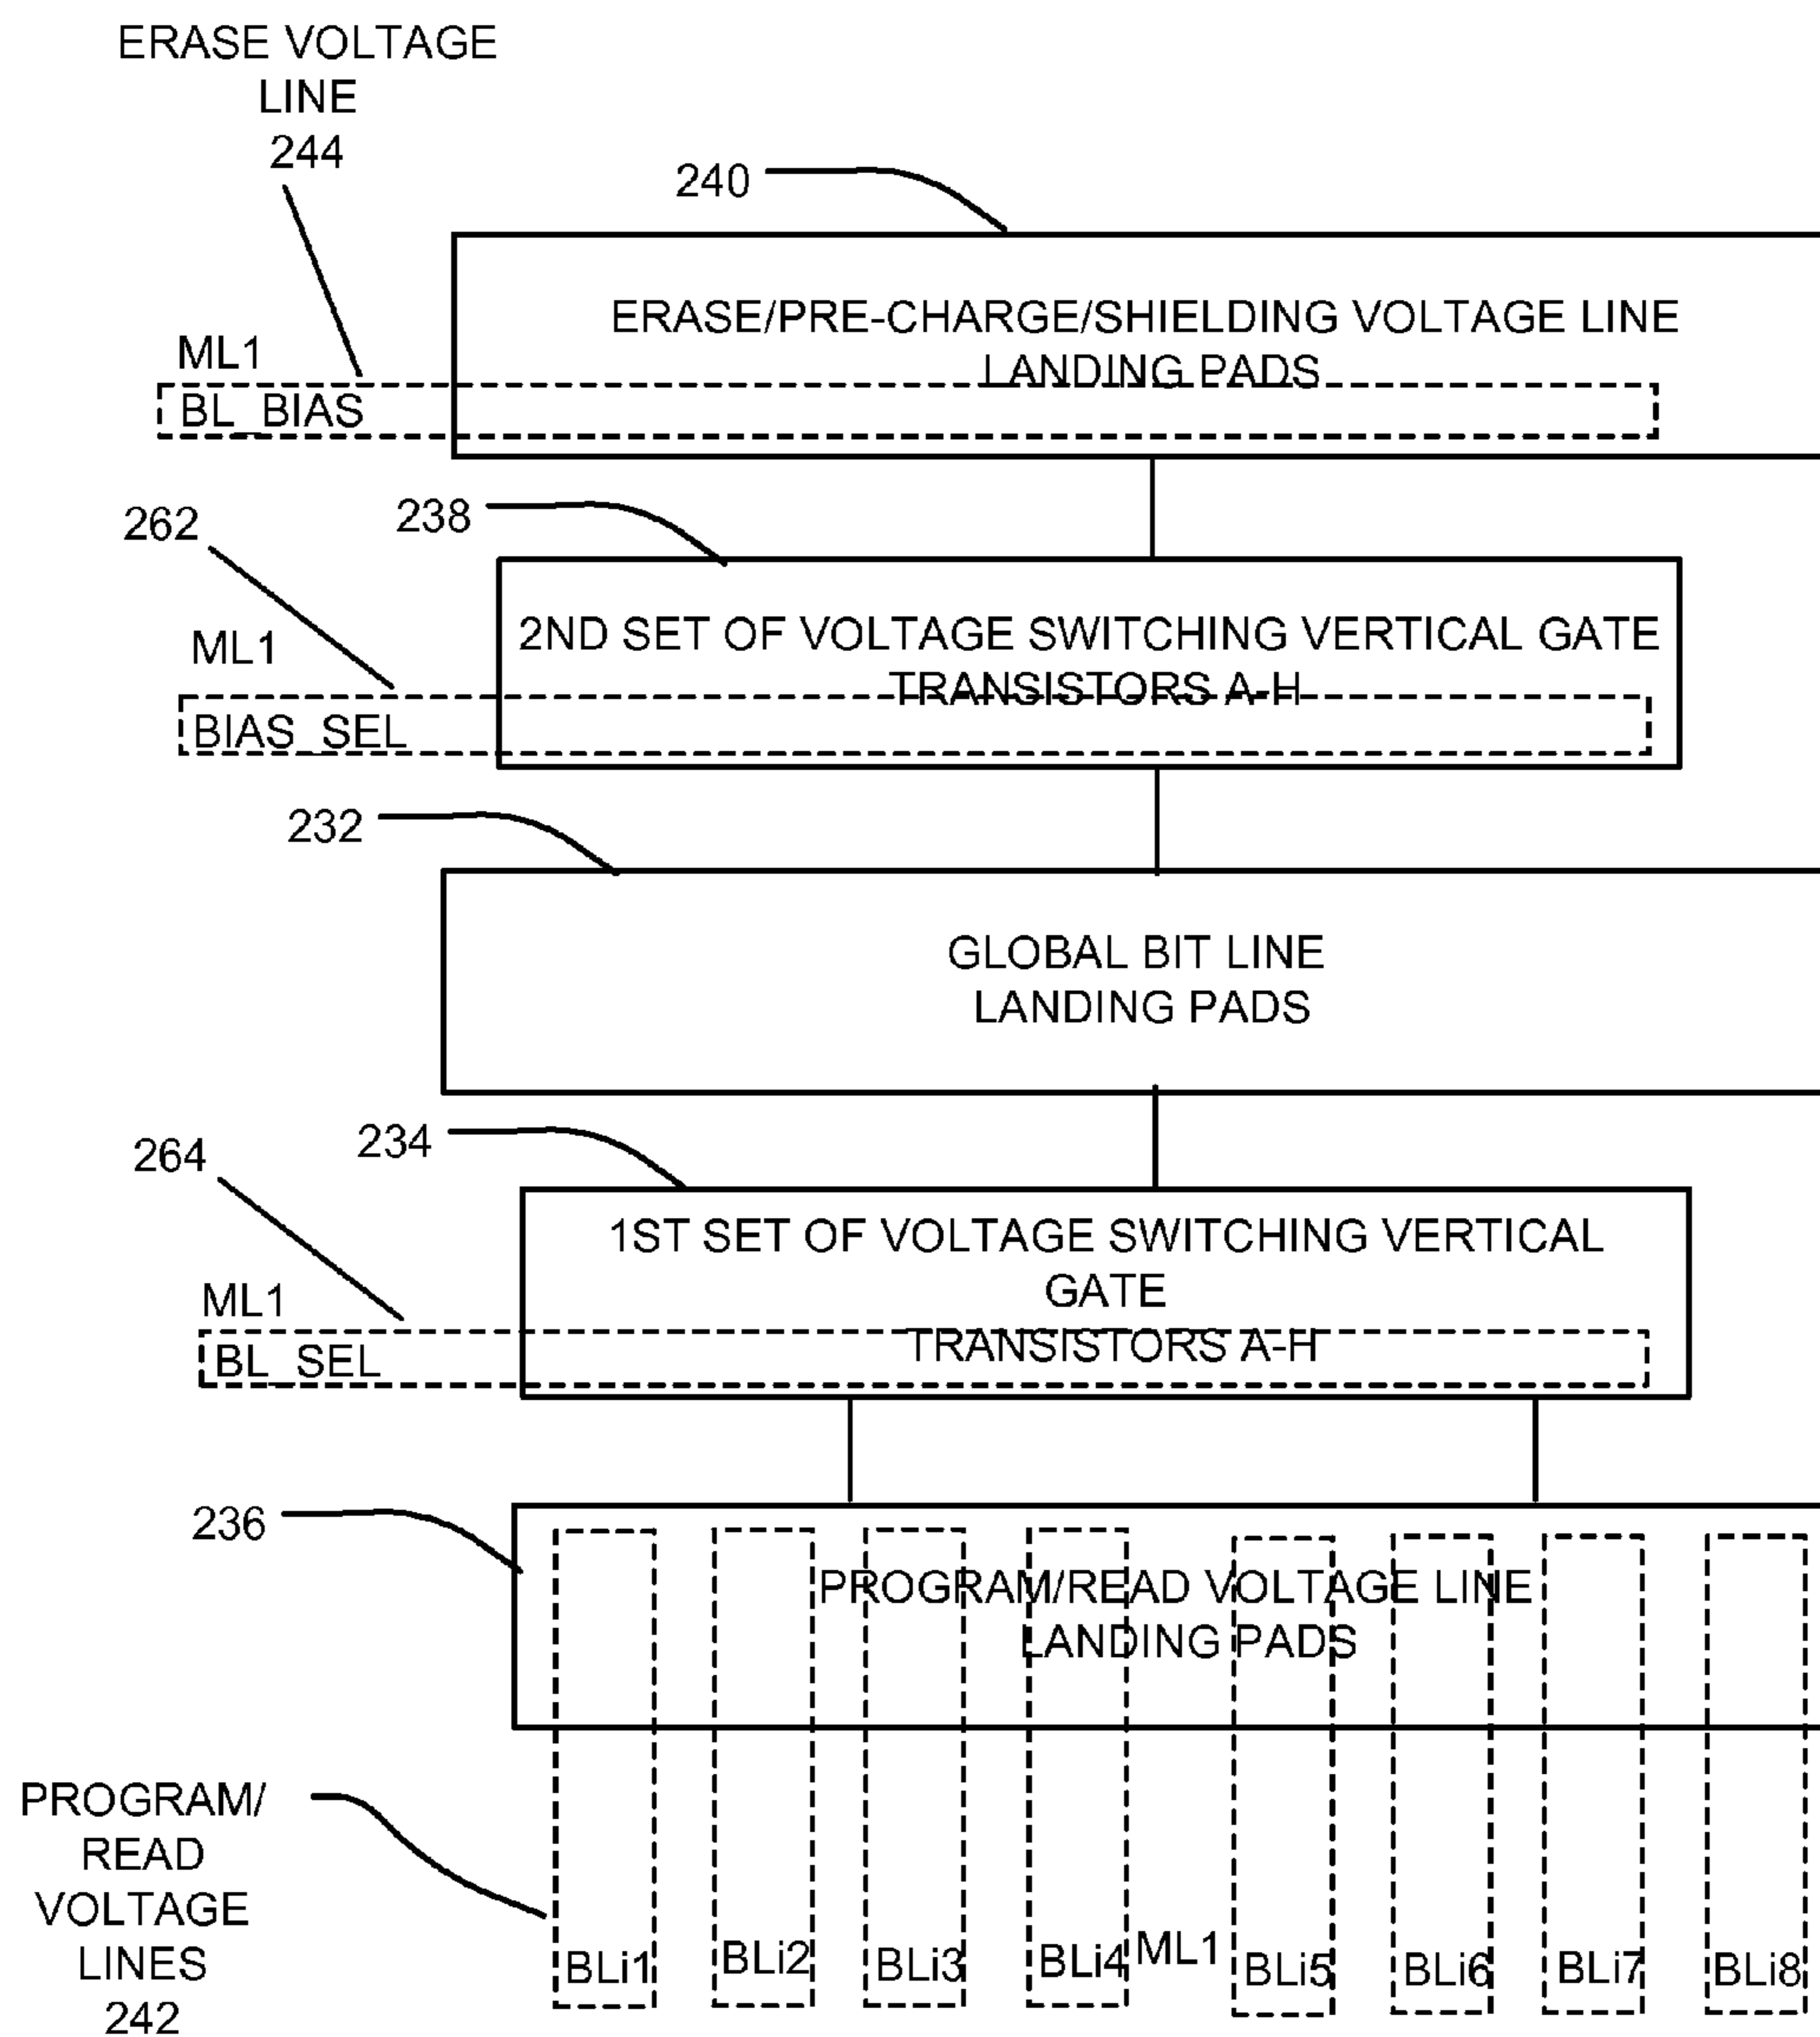 ERASE VOLTAGE
LINE
244
240
ERASE/PRE-CHARGE/SHIELDING VOLTAGE LINE
LANDING PADS
ML1
BL_BIAS
262
238
2ND SET OF VOLTAGE SWITCHING VERTICAL GATE
TRANSISTORS A-H
ML1
BIAS_SEL
232
GLOBAL BIT LINE
LANDING PADS
264
234
1ST SET OF VOLTAGE SWITCHING VERTICAL
GATE
TRANSISTORS A-H
ML1
BL_SEL
236
PROGRAM/READ VOLTAGE LINE
LANDING PADS
PROGRAM/
READ
VOLTAGE
LINES
242
BLi1 BLi2 BLi3 BLi4 ML1 BLi5 BLi6 BLi7 BLi8